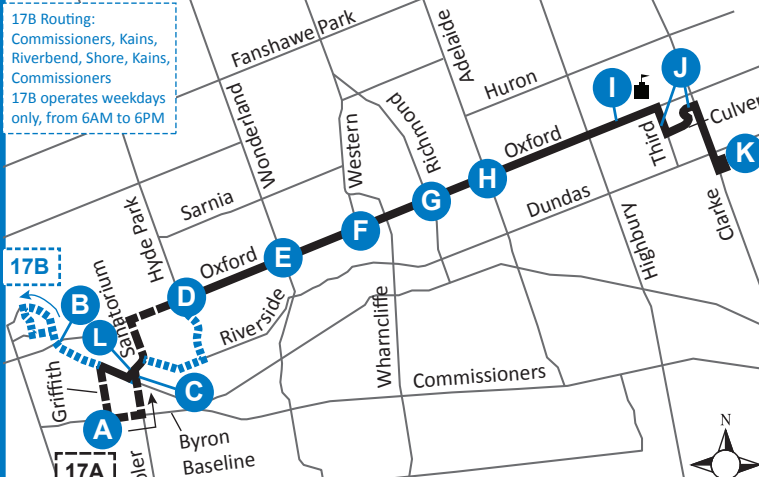 17B Routing:
Commissioners, Kains,
Riverbend, Shore, Kains,
Commissioners
17B operates weekdays
only, from 6AM to 6PM
Fanshawe Park
Adelaide
Huron
I
J
Culver
Third
K
Wonderland
Western
Richmond
Oxford
H
G
Dundas
Highbury
Clarke
Sarnia
F
Hyde Park
Oxford
E
D
17B
Sanatorium
B
L
Riverside
Wharncliffe
Commissioners
C
Griffith
A
Byron
Baseline
17A
N